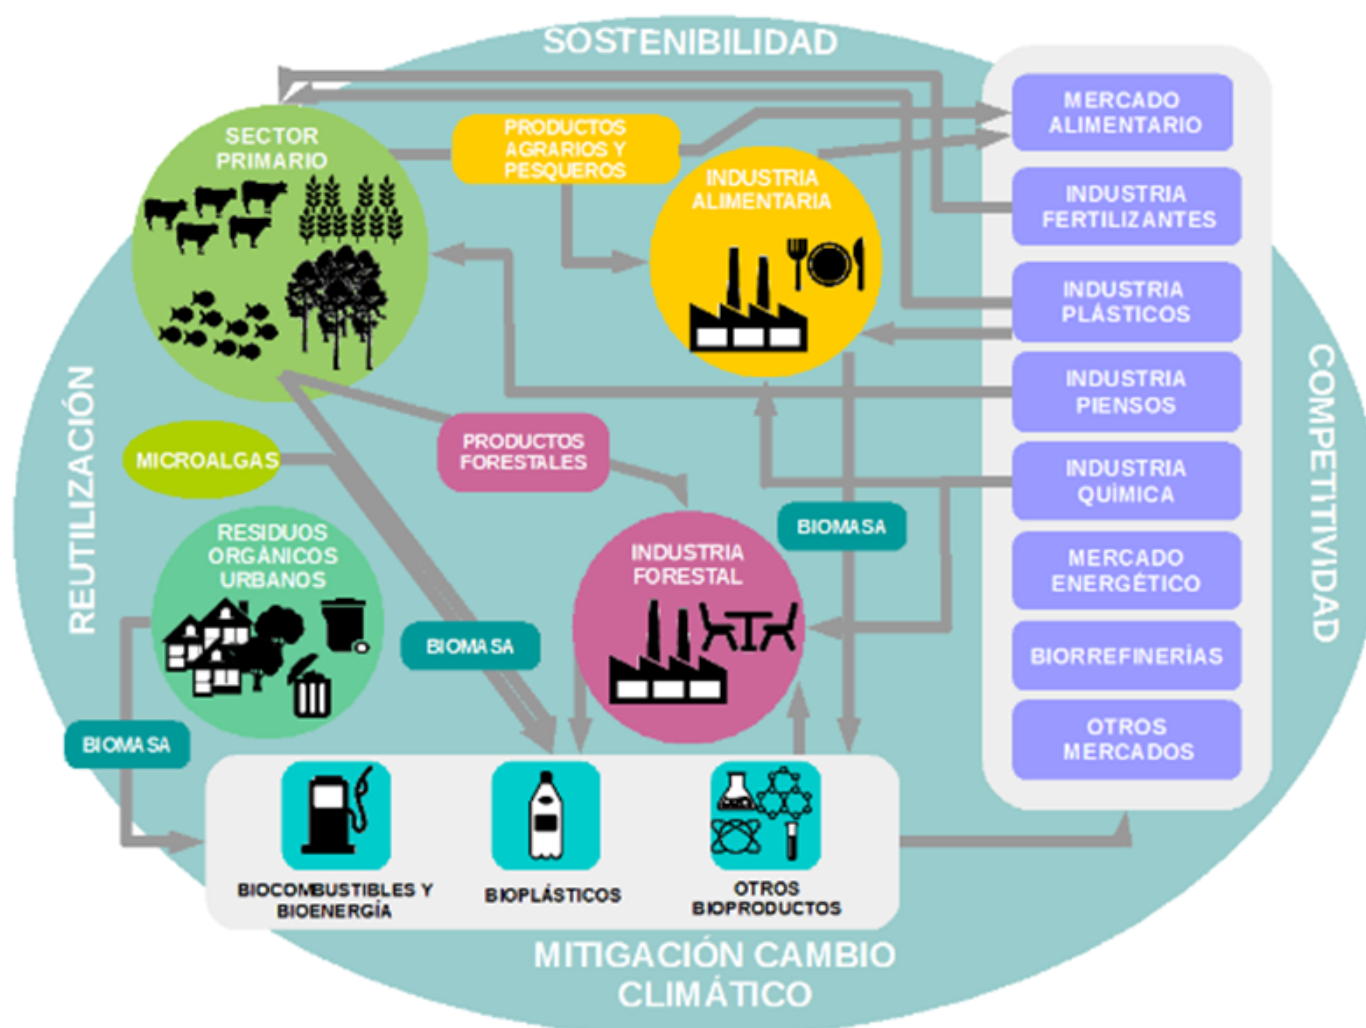 SOSTENIBILIDAD
SECTOR
PRIMARIO
PRODUCTOS
AGRARIOS Y
PESQUEROS
INDUSTRIA
ALIMENTARIA
MERCADO
ALIMENTARIO
INDUSTRIA
FERTILIZANTES
INDUSTRIA
PLÁSTICOS
INDUSTRIA
PIENSOS
INDUSTRIA
QUÌMICA
MERCADO
ENERGÉTICO
BIORREFINERÍAS
OTROS
MERCADOS
REUTILIZACIÓN
COMPETITIVIDAD
MICROALGAS
PRODUCTOS
FORESTALES
RESIDUOS
ORGÁNICOS
URBANOS
INDUSTRIA
FORESTAL
BIOMASA
BIOMASA
BIOMASA
BIOCOMBUSTIBLES Y
BIOENERGÍA
BIOPLÁSTICOS
OTROS
BIOPRODUCTOS
MITIGACIÓN CAMBIO
CLIMÁTICO